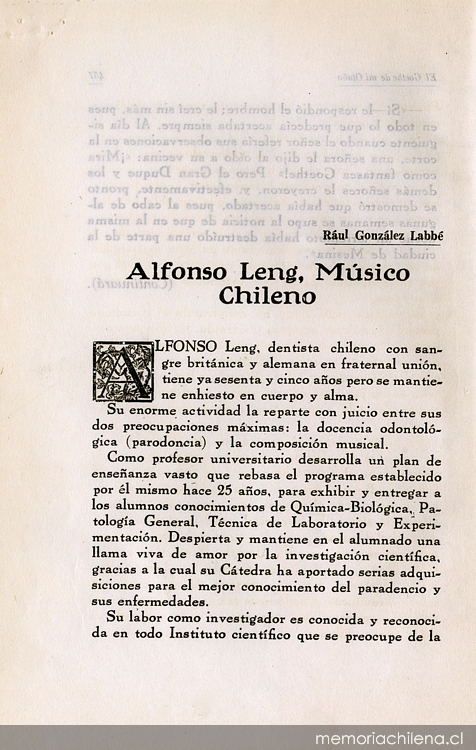 Rául González Labbé
Alfonso Leng, Músico
Chileno
ALFONSO Leng, dentista chileno con san-
gre británica y alemana en fraternal unión,
tiene ya sesenta y cinco años pero se mantie-
ne enhiesto en cuerpo y alma.
Su enorme actividad la reparte con juicio entre sus
dos preocupaciones máximas: la docencia odontoló-
gica (parodoncia) y la composición musical.
Como profesor universitario desarrolla un plan de
enseñanza vasto que rebasa el programa establecido
por él mismo hace 25 años, para exhibir y entregar a
los alumnos conocimientos de Química-Biológica, Pa-
tología General, Técnica de Laboratorio y Experi-
mentación. Despierta y mantiene en el alumnado una
llama viva de amor por la investigación científica,
gracias a la cual su Cátedra ha aportado serias adqui-
siciones para el mejor conocimiento del paradencio y
sus enfermedades.
Su labor como investigador es conocida y reconoci-
da en todo Instituto científico que se preocupe de la
memoriachilena.cl